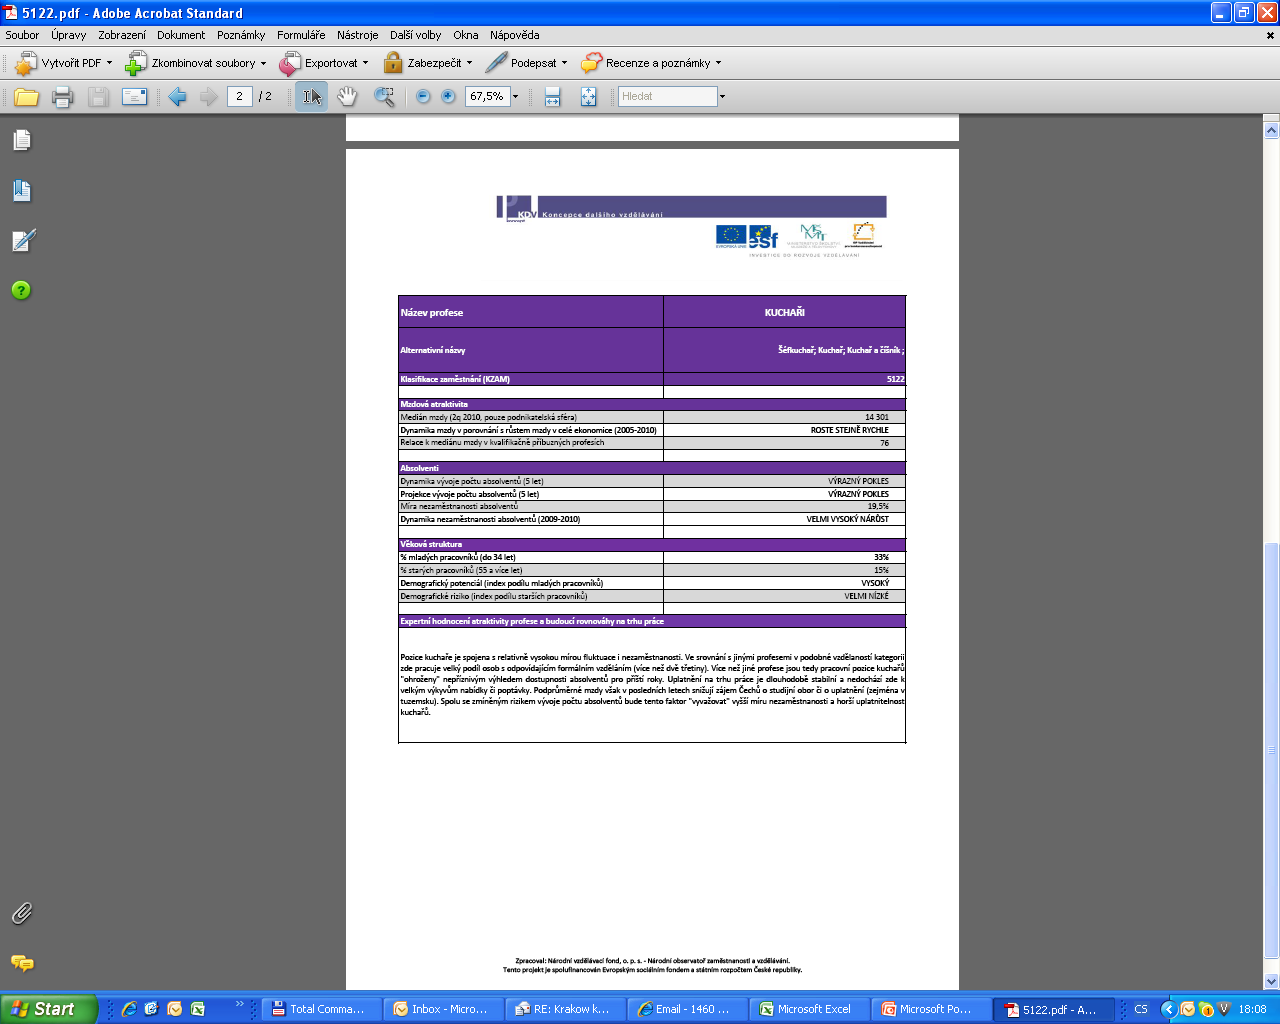 5122.pdf - Adobe Acrobat Standard
Soubor Úpravy Zobrazení Dokument Poznámky Formuláře Nástroje Další volby Okna Nápověda
Vytvořit PDF Zkombinovat soubory Exportovat Zabezpečit Podepsat Recenze a poznámky
2 / 2 67,5% Hledat
KDV Koncepce dalšího vzdělávání
esf
EVROPSKÁ UNIE
INVESTICE DO ROZVOJE VZDĚLÁVÁNÍ
Název profese KUCHAŘI
Alternativní názvy Šéfkuchař; Kuchař; Kuchař a číšník ;
Klasifikace zaměstnání (KZAM) 5122
Mzdová atraktivita
Medián mzdy (2q 2010, pouze podnikatelská sféra) 14 301
Dynamika mzdy v porovnání s růstem mzdy v celé ekonomice (2005-2010) ROSTE STEJNĚ RYCHLE
Relace k mediánu mzdy v kvalifikačně příbuzných profesích 76
Absolventi
Dynamika vývoje počtu absolventů (5 let) VÝRAZNÝ POKLES
Projekce vývoje počtu absolventů (5 let) VÝRAZNÝ POKLES
Míra nezaměstnanosti absolventů 19,5%
Dynamika nezaměstnanosti absolventů (2009-2010) VELMI VYSOKÝ NÁRŮST
Věková struktura
% mladých pracovníků (do 34 let) 33%
% starých pracovníků (55 a více let) 15%
Demografický potenciál (index podílu mladých pracovníků) VYSOKÝ
Demografické riziko (index podílu starších pracovníků) VELMI NÍZKÉ
Expertní hodnocení atraktivity profese a budoucí rovnováhy na trhu práce
Pozice kuchaře je spojena s relativně vysokou mírou fluktuace i nezaměstnanosti. Ve srovnání s jinými profesemi v podobné vzdělaností kategorii
zde pracuje velký podíl osob s odpovídajícím formálním vzděláním (více než dvě třetiny). Více než jiné profese jsou tedy pracovní pozice kuchařů
"ohroženy" nepříznivým výhledem dostupnosti absolventů pro příští roky. Uplatnění na trhu práce je dlouhodobě stabilní a nedochází zde k
velkým výkyvům nabídky či poptávky. Podprůměrné mzdy však v posledních letech snižují zájem Čechů o studijní obor či o uplatnění (zejména v
tuzemsku). Spolu se zmíněným rizikem vývoje počtu absolventů bude tento faktor "vyvažovat" vyšší míru nezaměstnanosti a horší uplatnitelnost
kuchařů.
Zpracoval: Národní vzdělávací fond, o. p. s. - Národní observatoř zaměstnanosti a vzdělávání.
Tento projekt je spolufinancován Evropským sociálním fondem a státním rozpočtem České republiky.
Start Total Comma... Inbox - Micro... RE: Krakow k... Email - 1460 ... Microsoft Excel Microsoft Po... 5122.pdf - A... CS 18:08